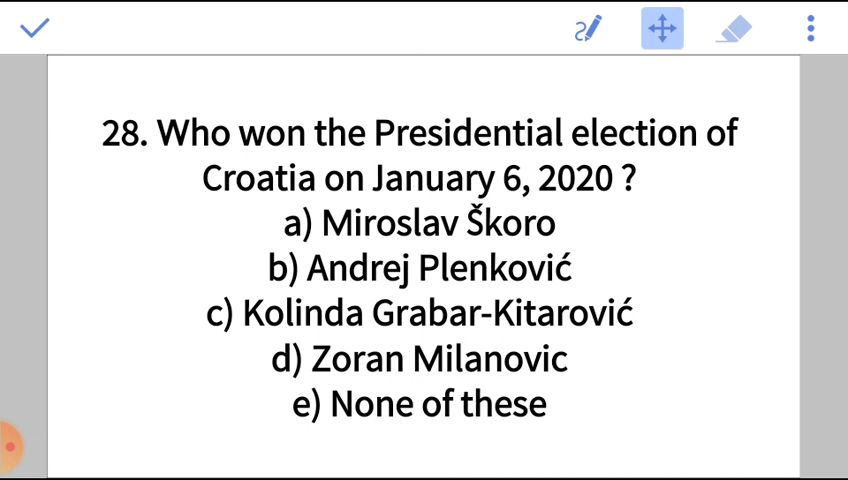 28. Who won the Presidential election of
Croatia on January 6, 2020 ?
a) Miroslav Škoro
b) Andrej Plenković
c) Kolinda Grabar-Kitarović
d) Zoran Milanovic
e) None of these